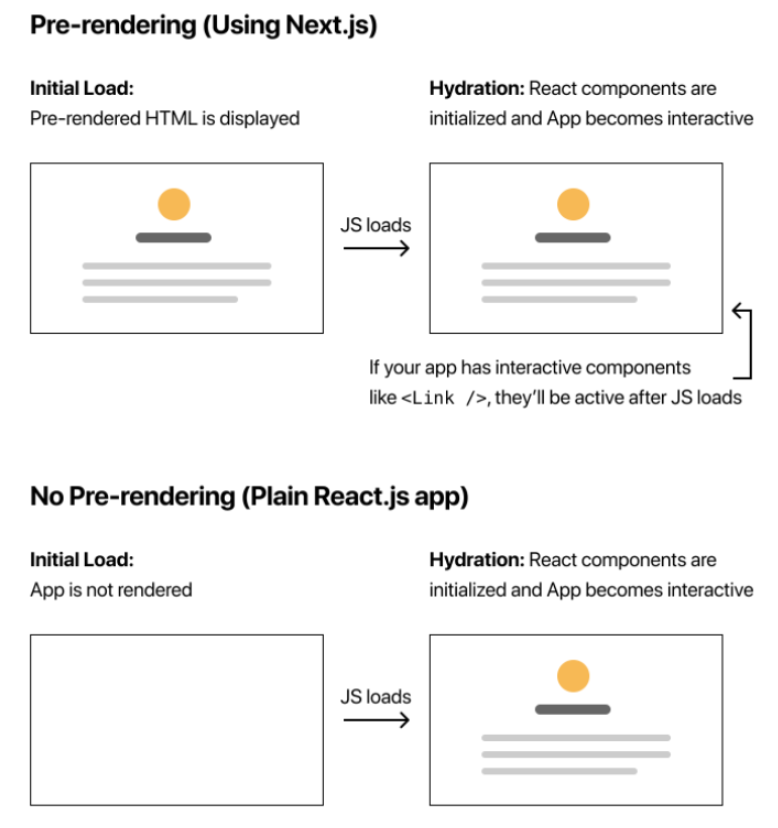 Pre-rendering (Using Next.js)
Initial Load:
Pre-rendered HTML is displayed
Hydration: React components are
initialized and App becomes interactive
JS loads
If your app has interactive components
like <Link />, they’ll be active after JS loads
No Pre-rendering (Plain React.js app)
Initial Load:
App is not rendered
Hydration: React components are
initialized and App becomes interactive
JS loads